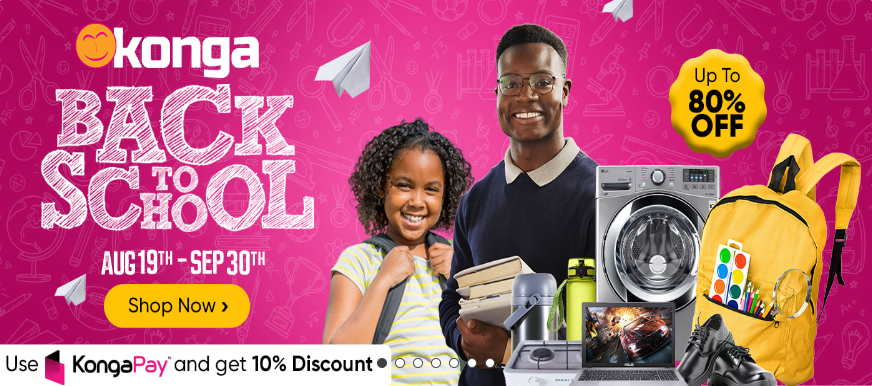 konga
BACK
TO
SCHOOL
AUG 19TH – SEP 30TH
Shop Now ›
Up To
80%
OFF
Use KongaPay™ and get 10% Discount